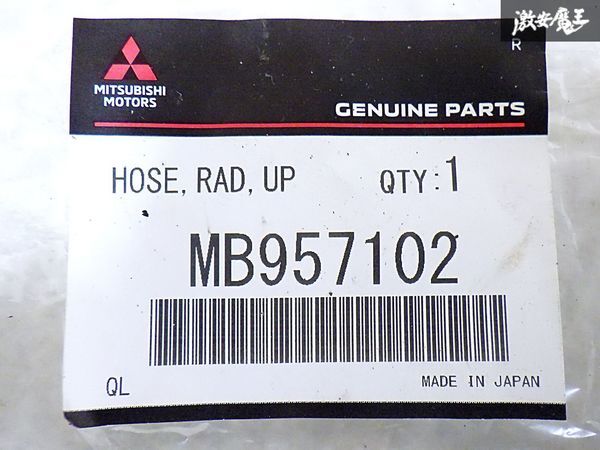 激安魔王
R
MITSUBISHI
MOTORS
GENUINE PARTS
HOSE, RAD, UP QTY:1
MB957102
QL MADE IN JAPAN